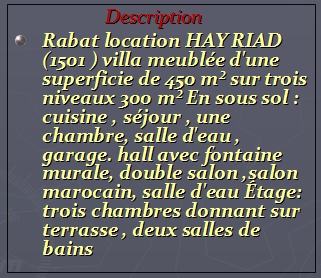 Description
Rabat location HAY RIAD
(1501 ) villa meublée d'une
superficie de 450 m² sur trois
niveaux 300 m² En sous sol :
cuisine , séjour , une
chambre, salle d'eau ,
garage. hall avec fontaine
murale, double salon ,salon
marocain, salle d'eau Étage:
trois chambres donnant sur
terrasse , deux salles de
bains